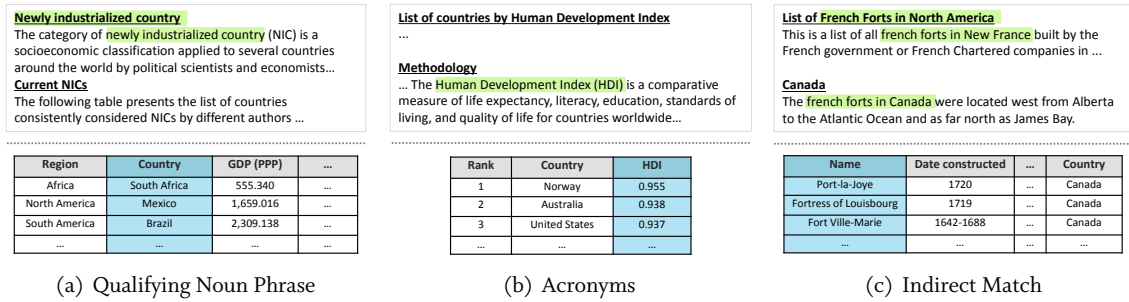 Newly industrialized country
The category of newly industrialized country (NIC) is a
socioeconomic classification applied to several countries
around the world by political scientists and economists...
Current NICs
The following table presents the list of countries
consistently considered NICs by different authors ...
Region Country GDP (PPP) ...
Africa South Africa 555.340 ...
North America Mexico 1,659.016 ...
South America Brazil 2,309.138 ...
... ... ... ...
(a) Qualifying Noun Phrase
List of countries by Human Development Index
...
Methodology
... The Human Development Index (HDI) is a comparative
measure of life expectancy, literacy, education, standards of
living, and quality of life for countries worldwide...
Rank Country HDI
1 Norway 0.955
2 Australia 0.938
3 United States 0.937
... ... ...
(b) Acronyms
List of French Forts in North America
This is a list of all french forts in New France built by the
French government or French Chartered companies in ...
Canada
The french forts in Canada were located west from Alberta
to the Atlantic Ocean and as far north as James Bay.
Name Date constructed ... Country
Port-la-Joye 1720 ... Canada
Fortress of Louisbourg 1719 ... Canada
Fort Ville-Marie 1642-1688 ... Canada
... ... ... ...
(c) Indirect Match